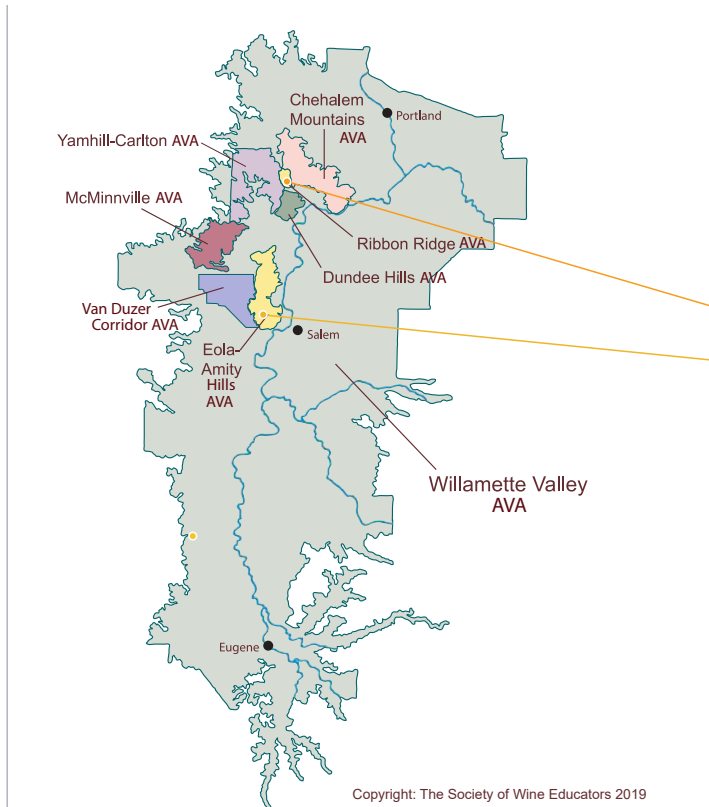 Chehalem
Mountains
AVA
Portland
Yamhill-Carlton AVA
McMinnville AVA
Ribbon Ridge AVA
Dundee Hills AVA
Van Duzer
Corridor AVA
Salem
Eola-
Amity
Hills
AVA
Willamette Valley
AVA
Eugene
Copyright: The Society of Wine Educators 2019